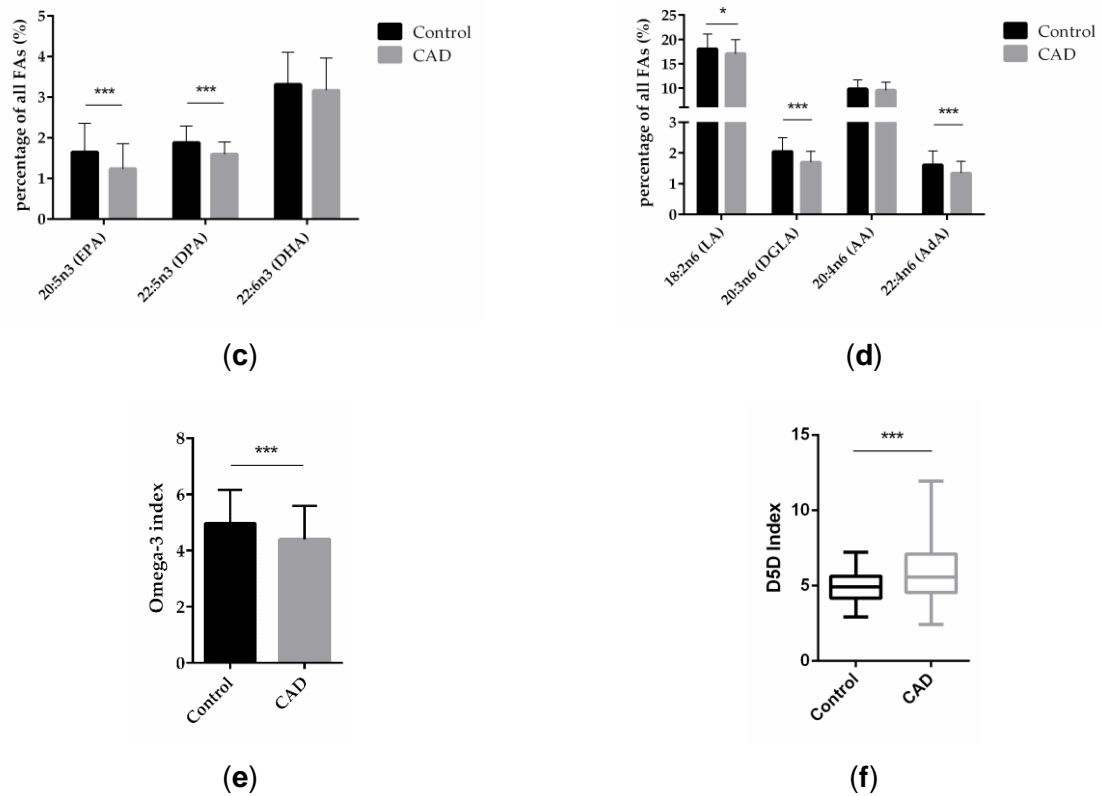 percentage of all FAs (%)
5
4
3
2
1
0
***
***
Control
CAD
20:5n3 (EPA)
22:5n3 (DPA)
22:6n3 (DHA)
(c)
percentage of all FAs (%)
25
20
15
10
3
2
1
0
*
***
***
Control
CAD
18:2n6 (LA)
20:3n6 (DGLA)
20:4n6 (AA)
22:4n6 (AdA)
(d)
Omega-3 index
8
6
4
2
0
***
Control
CAD
(e)
D5D Index
15
10
5
0
***
Control
CAD
(f)